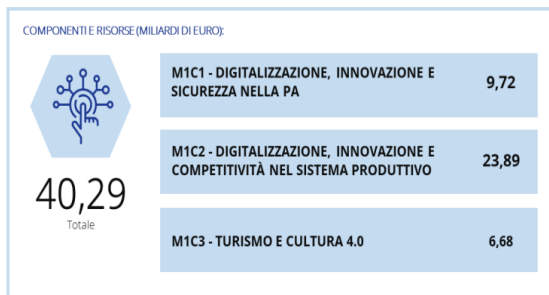 COMPONENTI E RISORSE (MILIARDI DI EURO):
M1C1 - DIGITALIZZAZIONE, INNOVAZIONE E
SICUREZZA NELLA PA
9,72
M1C2 - DIGITALIZZAZIONE, INNOVAZIONE E
COMPETITIVITÀ NEL SISTEMA PRODUTTIVO
23,89
40,29
Totale
M1C3 - TURISMO E CULTURA 4.0
6,68